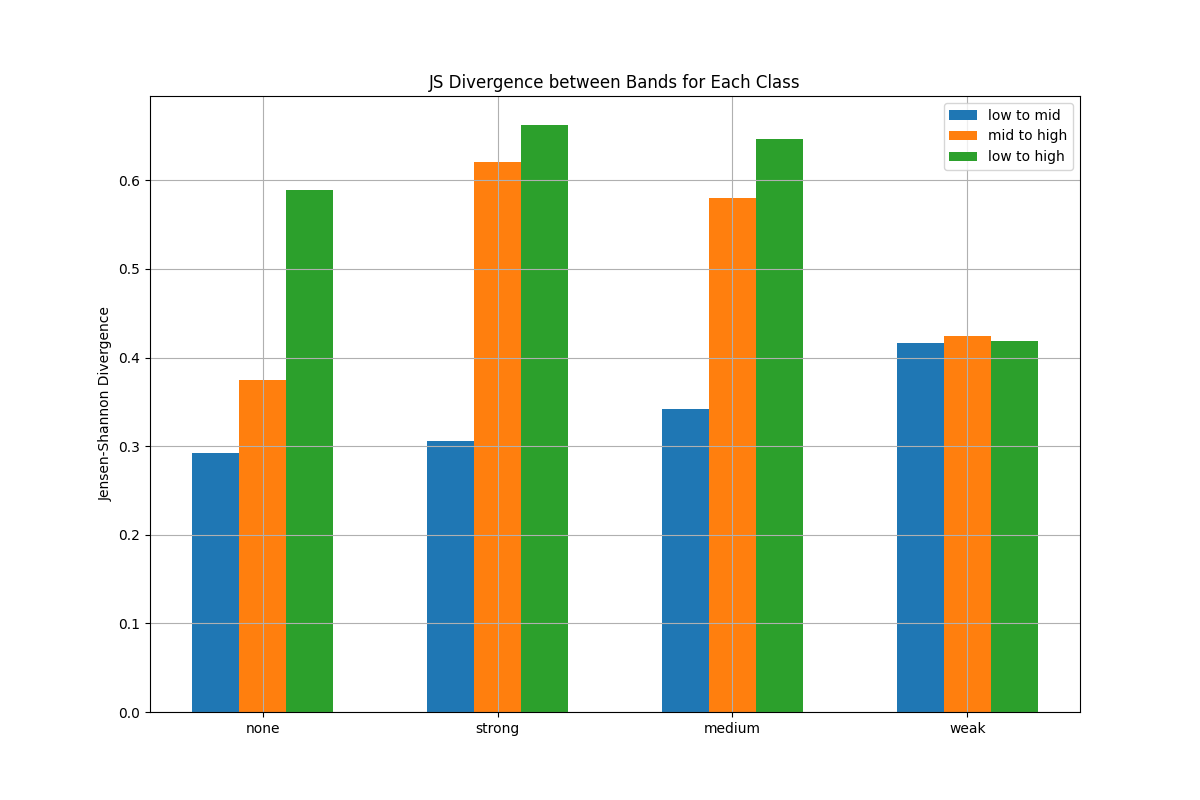 JS Divergence between Bands for Each Class
low to mid
mid to high
low to high
Jensen-Shannon Divergence
0.6
0.5
0.4
0.3
0.2
0.1
0.0
none
strong
medium
weak